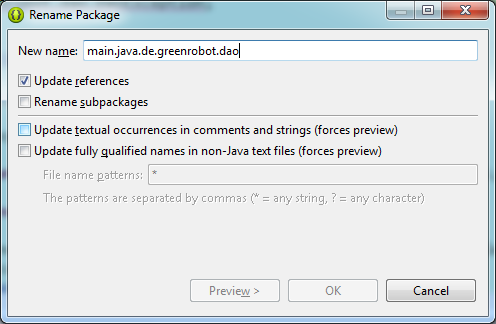 Rename Package
New name: main.java.de.greenrobot.dao
Update references
Rename subpackages
Update textual occurrences in comments and strings (forces preview)
Update fully qualified names in non-Java text files (forces preview)
File name patterns: *
The patterns are separated by commas (* = any string, ? = any character)
Preview > OK Cancel